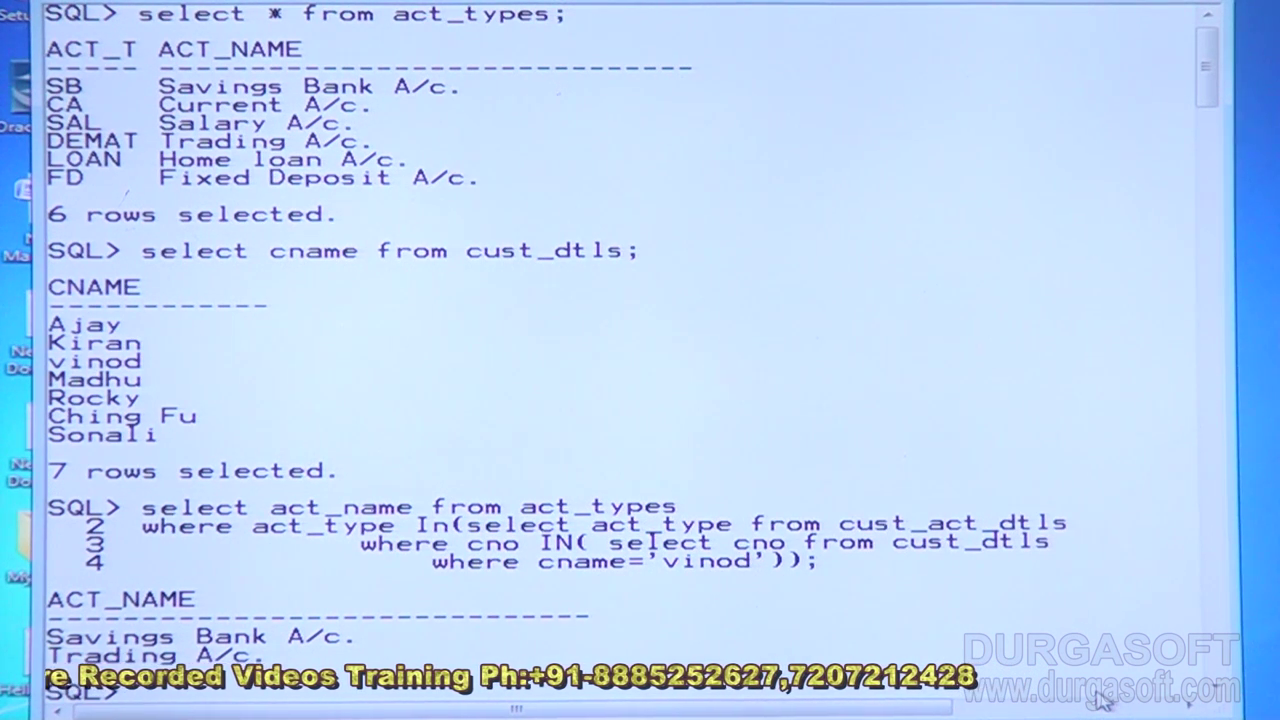 SQL> select * from act_types;
ACT_T ACT_NAME
----- ------------------------------
SB Savings Bank A/c.
CA Current A/c.
SAL Salary A/c.
DEMAT Trading A/c.
LOAN Home loan A/c.
FD Fixed Deposit A/c.
6 rows selected.
SQL> select cname from cust_dtls;
CNAME
------------
Ajay
Kiran
vinod
Madhu
Rocky
Ching Fu
Sonali
7 rows selected.
SQL> select act_name from act_types
2 where act_type In(select act_type from cust_act_dtls
3 where cno IN( select cno from cust_dtls
4 where cname='vinod'));
ACT_NAME
------------------------------
Savings Bank A/c.
Trading A/c.
SQL>
Recorded Videos Training Ph:+91-8885252627,7207212428
DURGASOFT
www.durgasoft.com